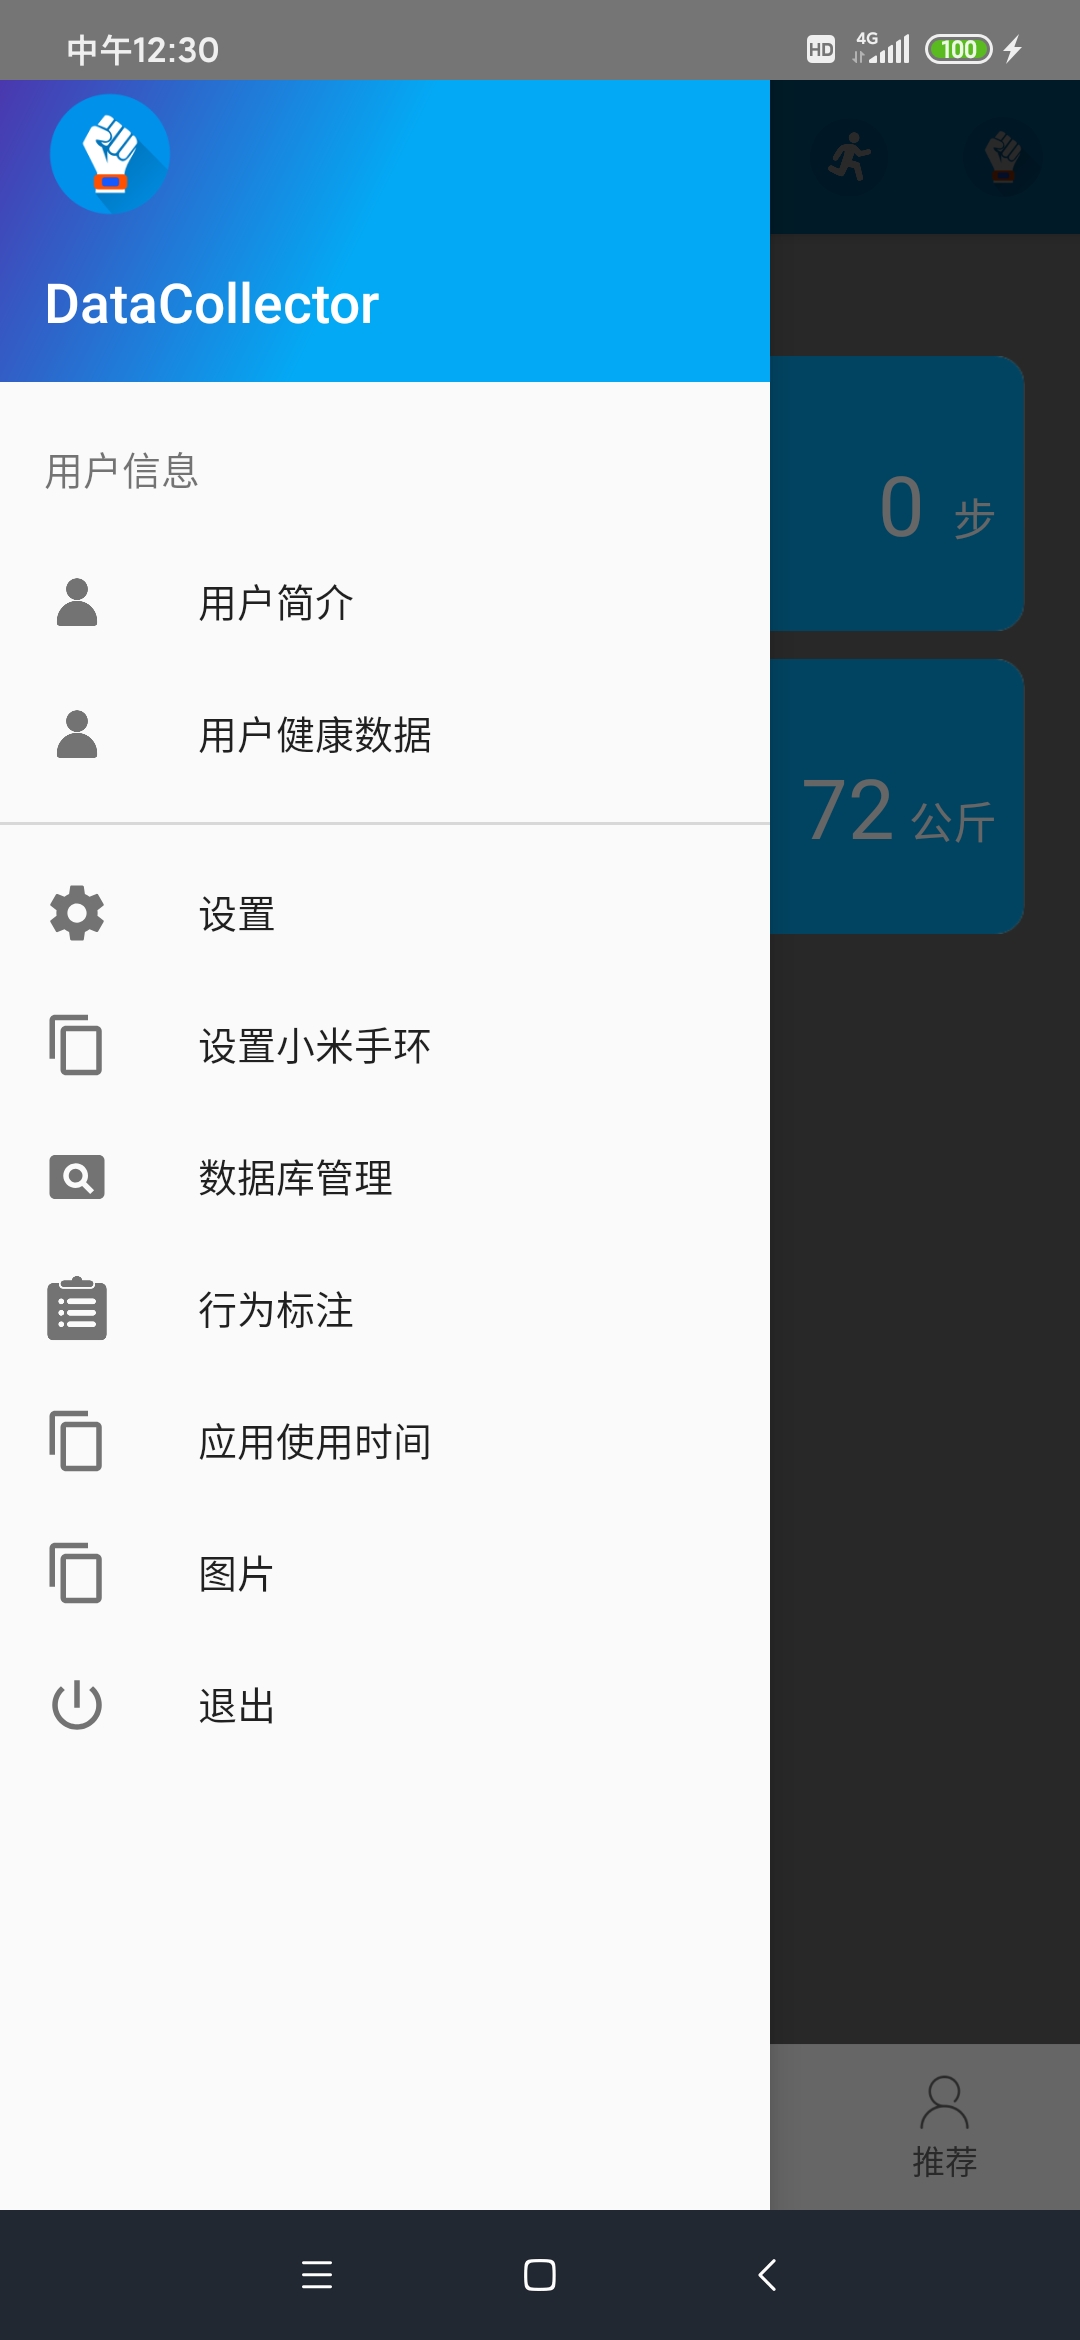 中午12:30
HD
4G
100
DataCollector
用户信息
用户简介
用户健康数据
设置
设置小米手环
数据库管理
行为标注
应用使用时间
图片
退出
0 步
72 公斤
推荐